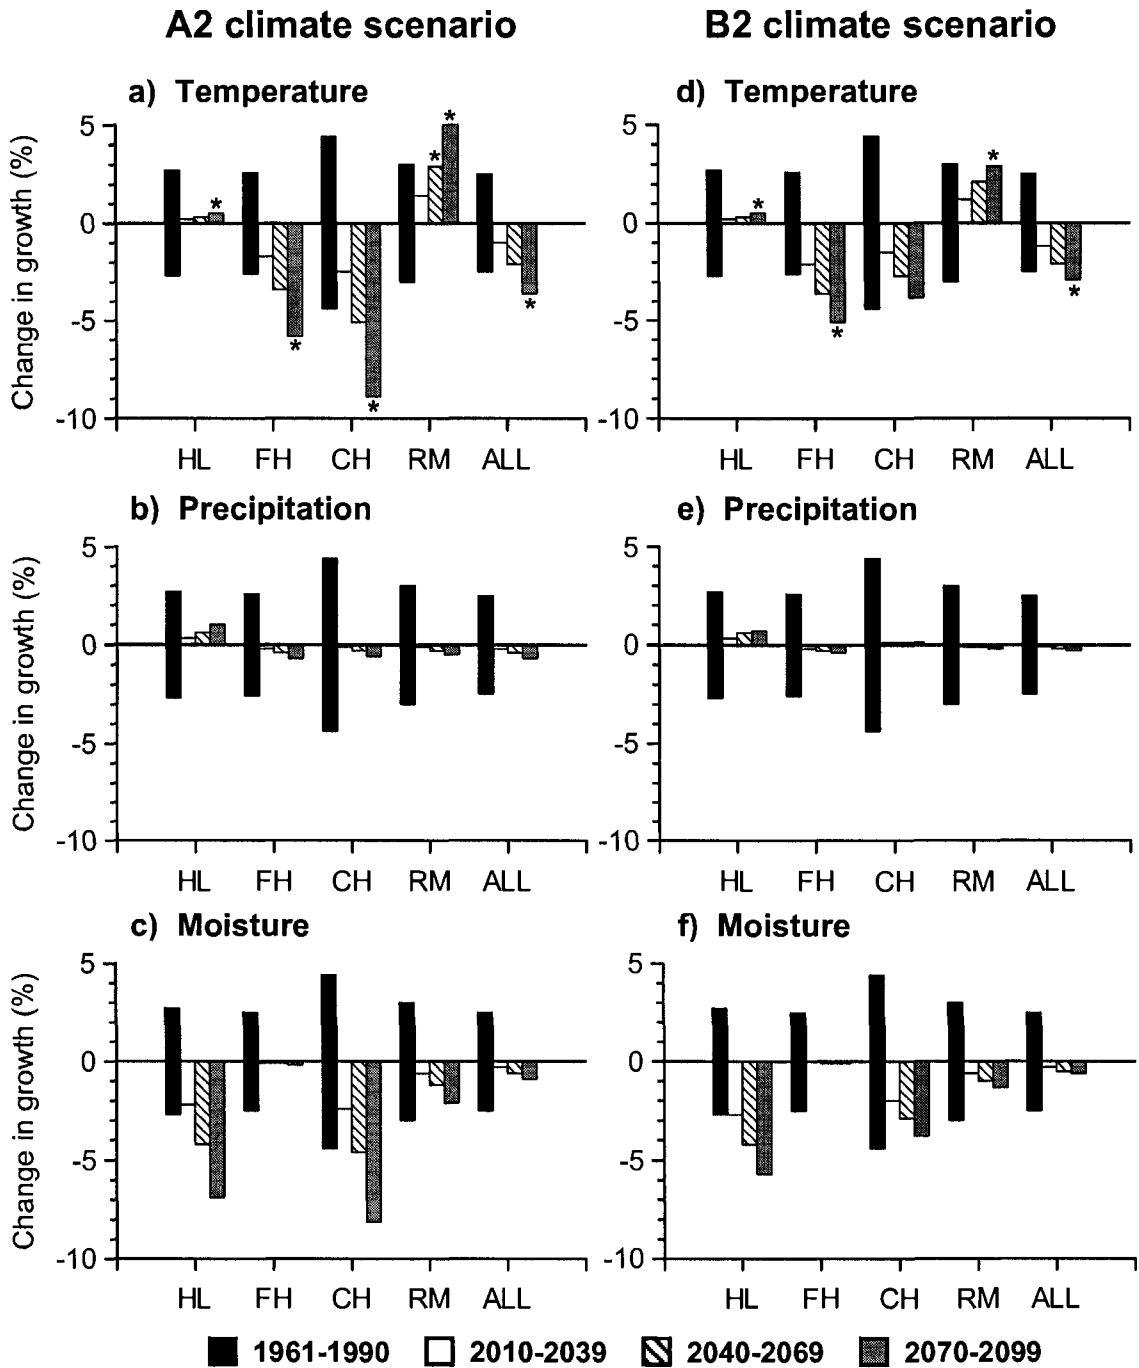 A2 climate scenario B2 climate scenario
a) Temperature d) Temperature
Change in growth (%)
5
0
-5
-10
* * * * * *
HL FH CH RM ALL
5
0
-5
-10
* * * *
HL FH CH RM ALL
b) Precipitation e) Precipitation
Change in growth (%)
5
0
-5
-10
HL FH CH RM ALL
5
0
-5
-10
HL FH CH RM ALL
c) Moisture f) Moisture
Change in growth (%)
5
0
-5
-10
HL FH CH RM ALL
5
0
-5
-10
HL FH CH RM ALL
1961-1990 2010-2039 2040-2069 2070-2099